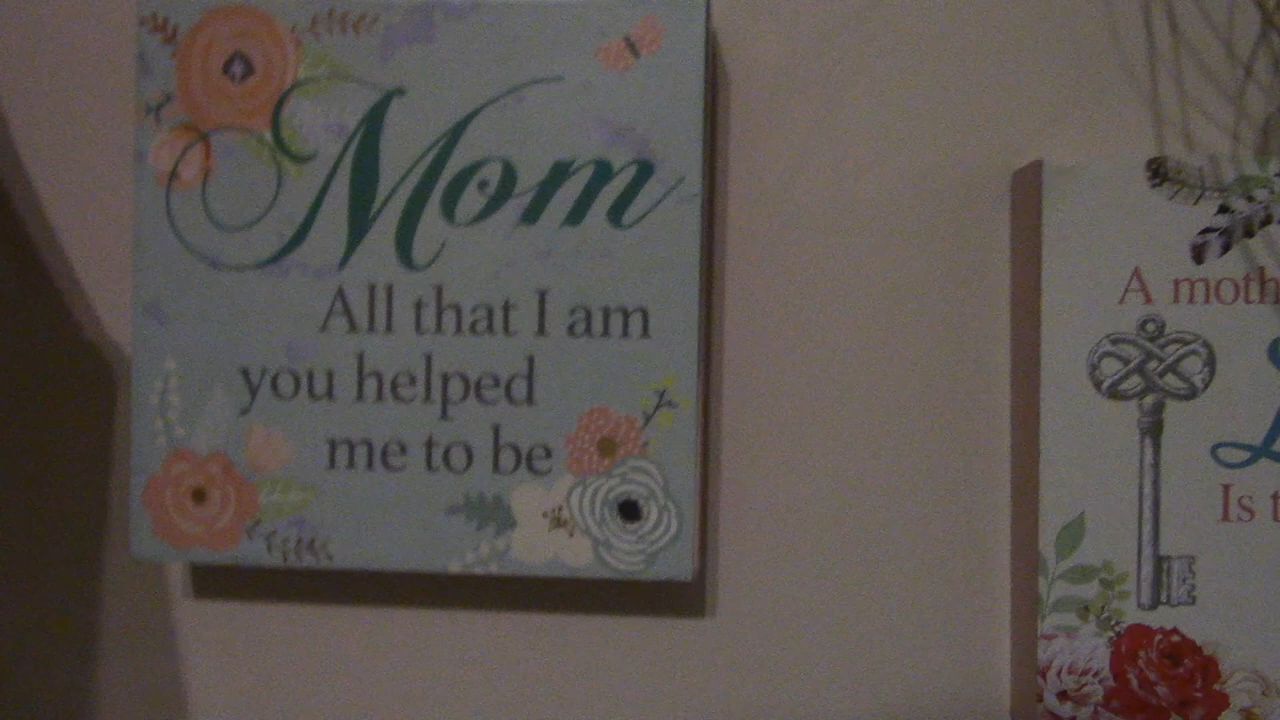 Mom
All that I am
you helped
me to be
A moth
Is t